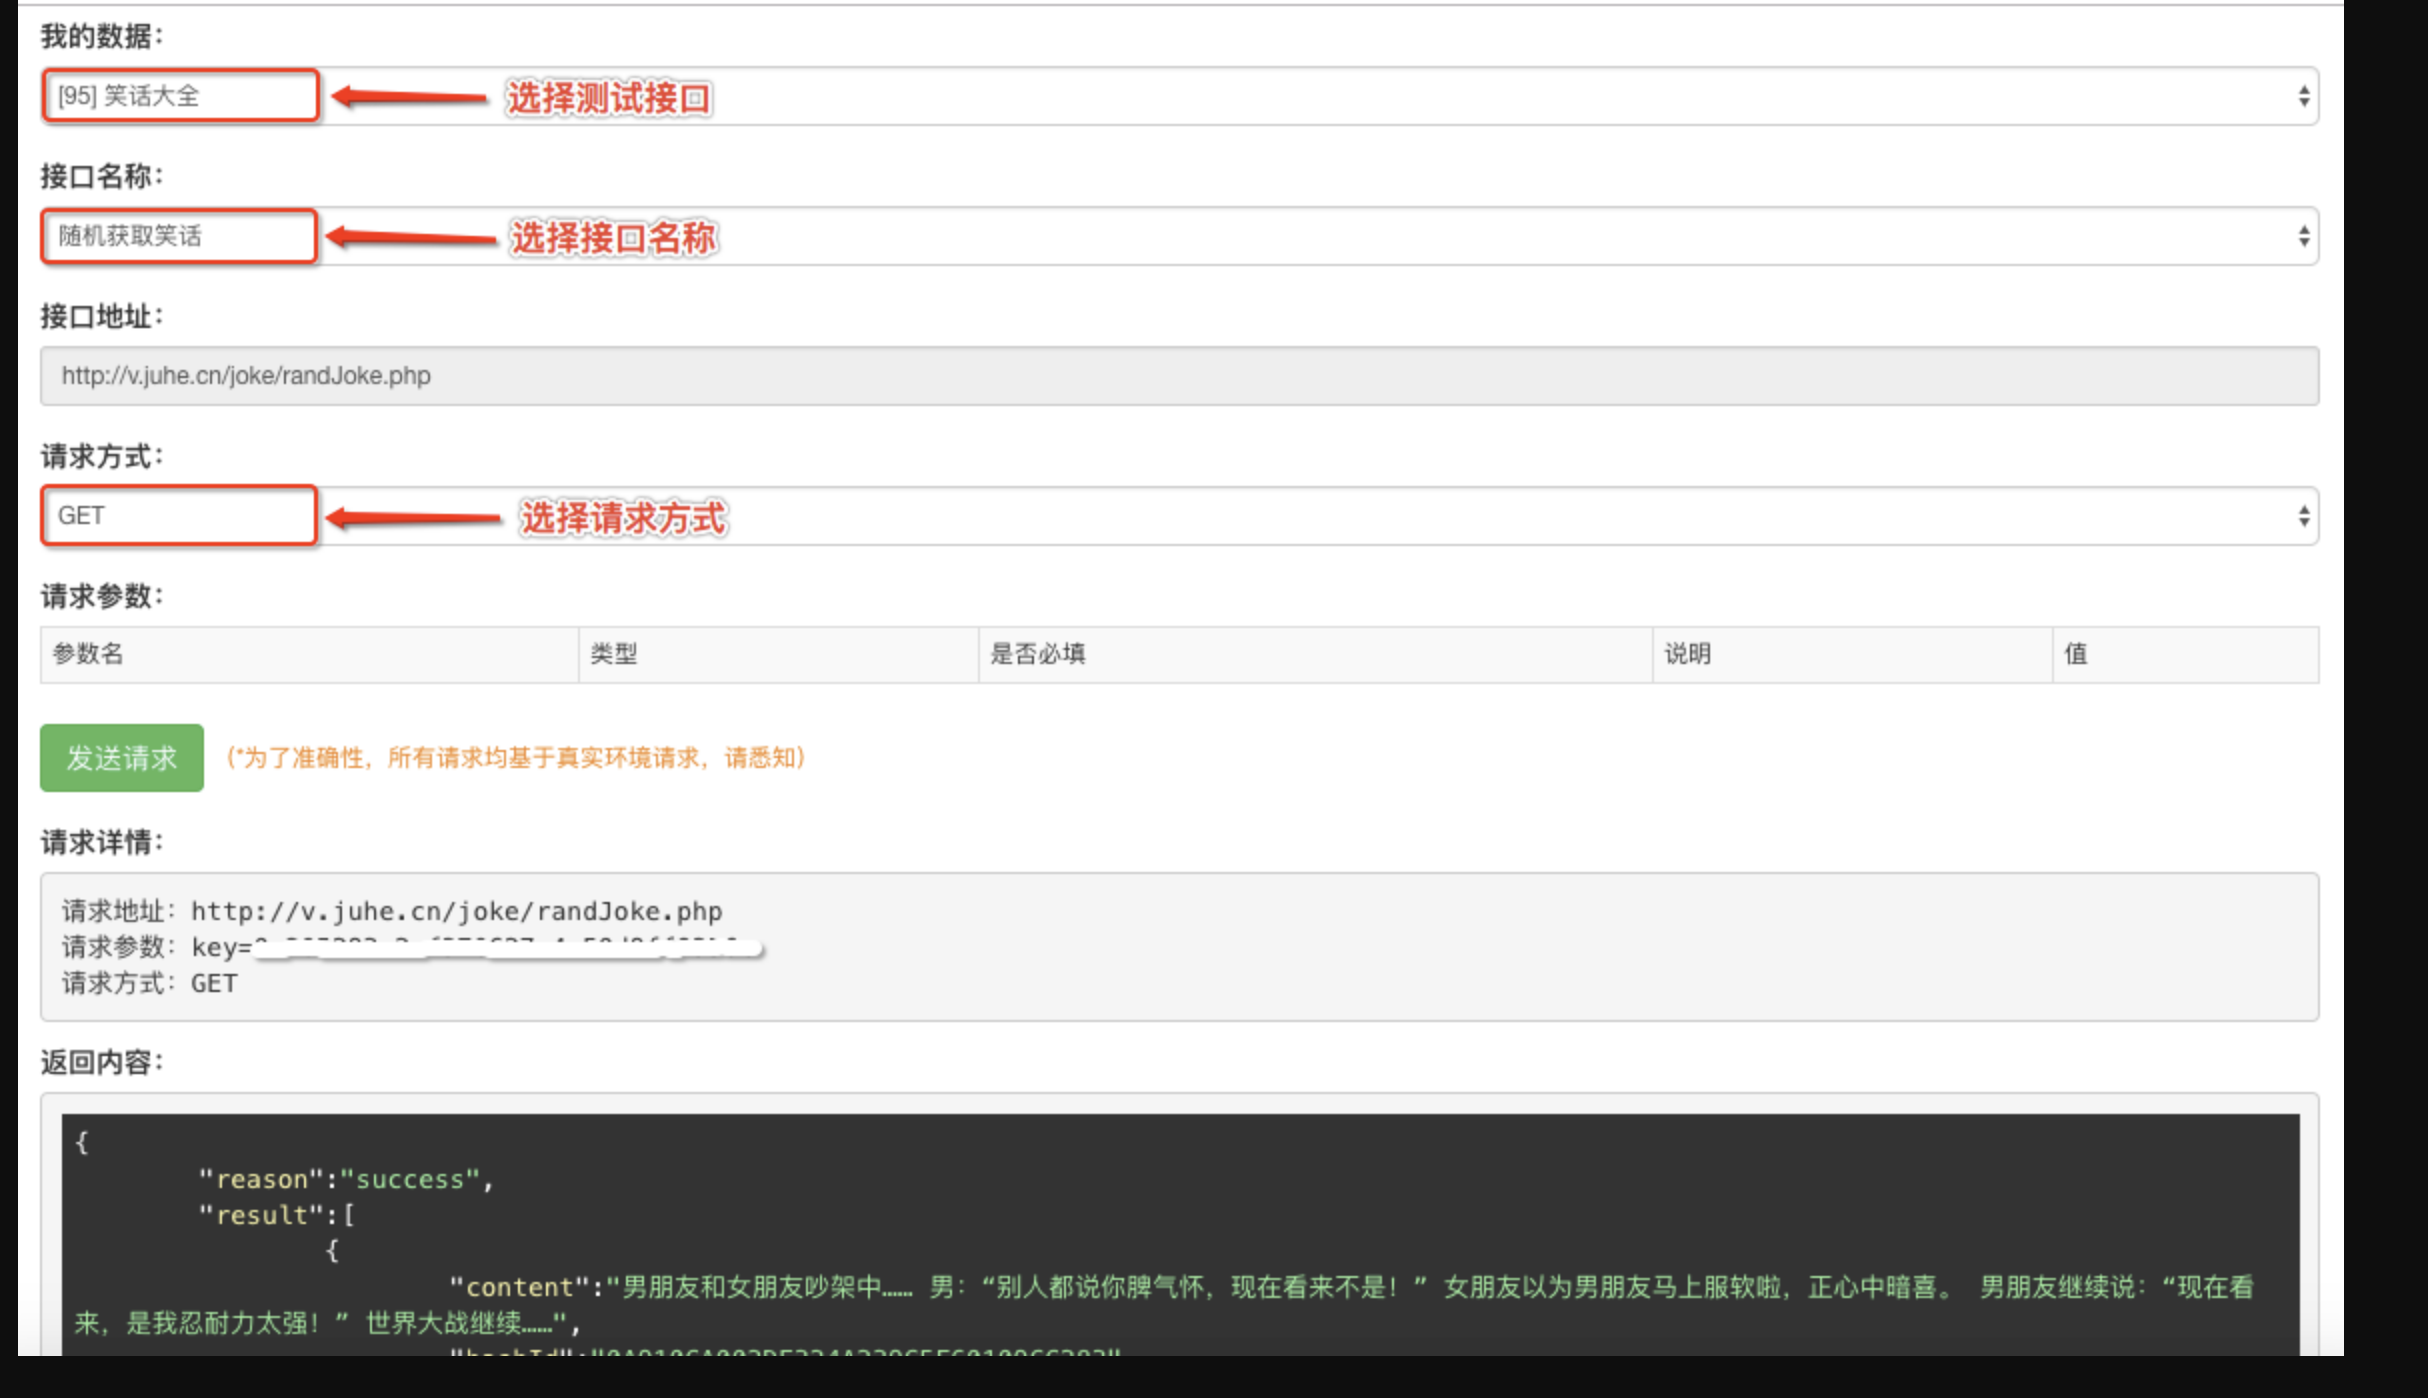 我的数据：
[95] 笑话大全
选择测试接口
接口名称：
随机获取笑话
选择接口名称
接口地址：
http://v.juhe.cn/joke/randJoke.php
请求方式：
GET
选择请求方式
请求参数：
参数名 类型 是否必填 说明 值
发送请求 (*为了准确性，所有请求均基于真实环境请求，请悉知)
请求详情：
请求地址：http://v.juhe.cn/joke/randJoke.php
请求参数：key=
请求方式：GET
返回内容：
{
"reason":"success",
"result":[
{
"content":"男朋友和女朋友吵架中…… 男：“别人都说你脾气怀，现在看来不是！” 女朋友以为男朋友马上服软啦，正心中暗喜。 男朋友继续说：“现在看
来，是我忍耐力太强！” 世界大战继续……",